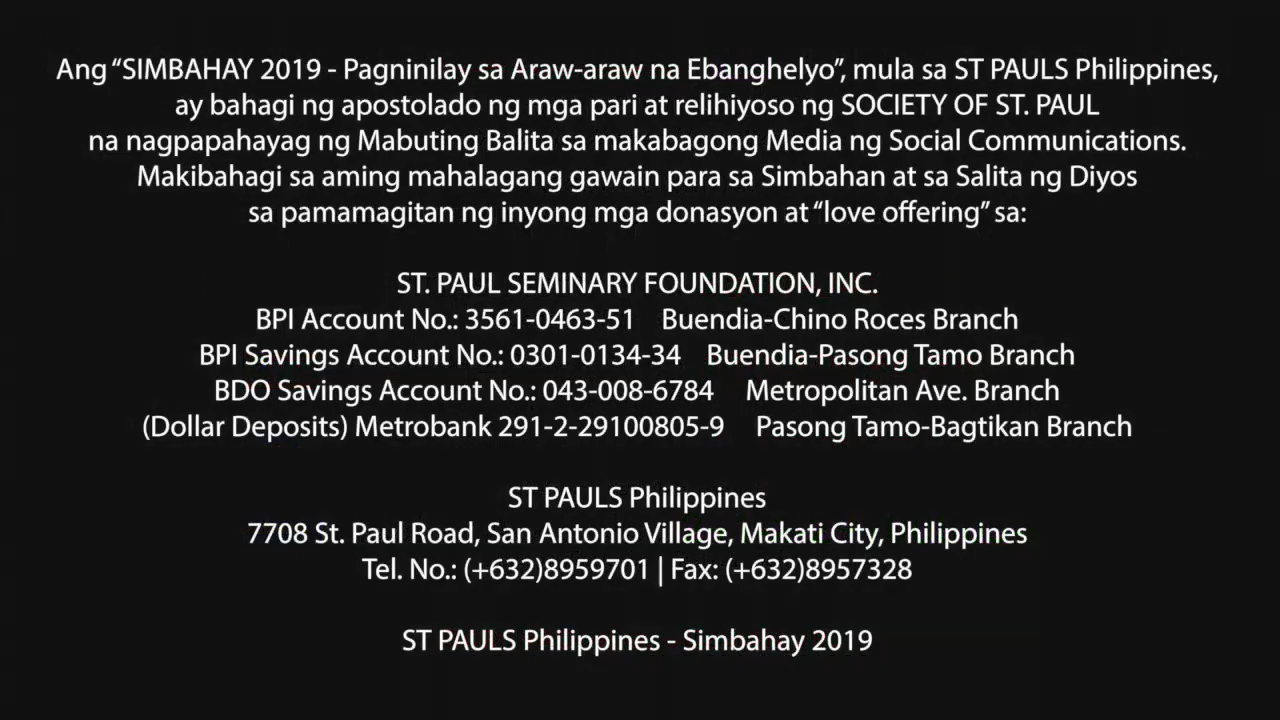 Ang “SIMBAHAY 2019 - Pagninilay sa Araw-araw na Ebanghelyo”, mula sa ST PAULS Philippines,
ay bahagi ng apostolado ng mga pari at relihiyoso ng SOCIETY OF ST. PAUL
na nagpapahayag ng Mabuting Balita sa makabagong Media ng Social Communications.
Makibahagi sa aming mahalagang gawain para sa Simbahan at sa Salita ng Diyos
sa pamamagitan ng inyong mga donasyon at “love offering” sa:
ST. PAUL SEMINARY FOUNDATION, INC.
BPI Account No.: 3561-0463-51 Buendia-Chino Roces Branch
BPI Savings Account No.: 0301-0134-34 Buendia-Pasong Tamo Branch
BDO Savings Account No.: 043-008-6784 Metropolitan Ave. Branch
(Dollar Deposits) Metrobank 291-2-29100805-9 Pasong Tamo-Bagtikan Branch
ST PAULS Philippines
7708 St. Paul Road, San Antonio Village, Makati City, Philippines
Tel. No.: (+632)8959701 | Fax: (+632)8957328
ST PAULS Philippines - Simbahay 2019